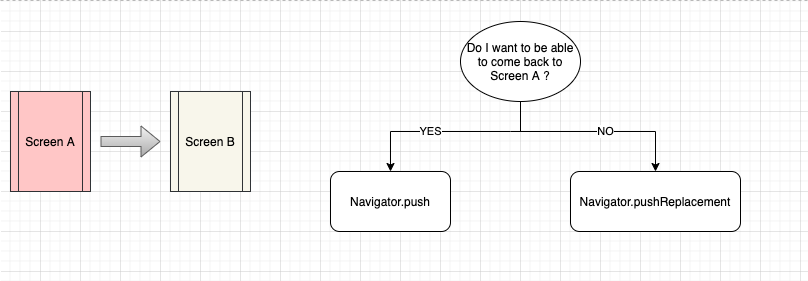 Screen A
Screen B
Do I want to be able
to come back to
Screen A ?
YES
NO
Navigator.push
Navigator.pushReplacement